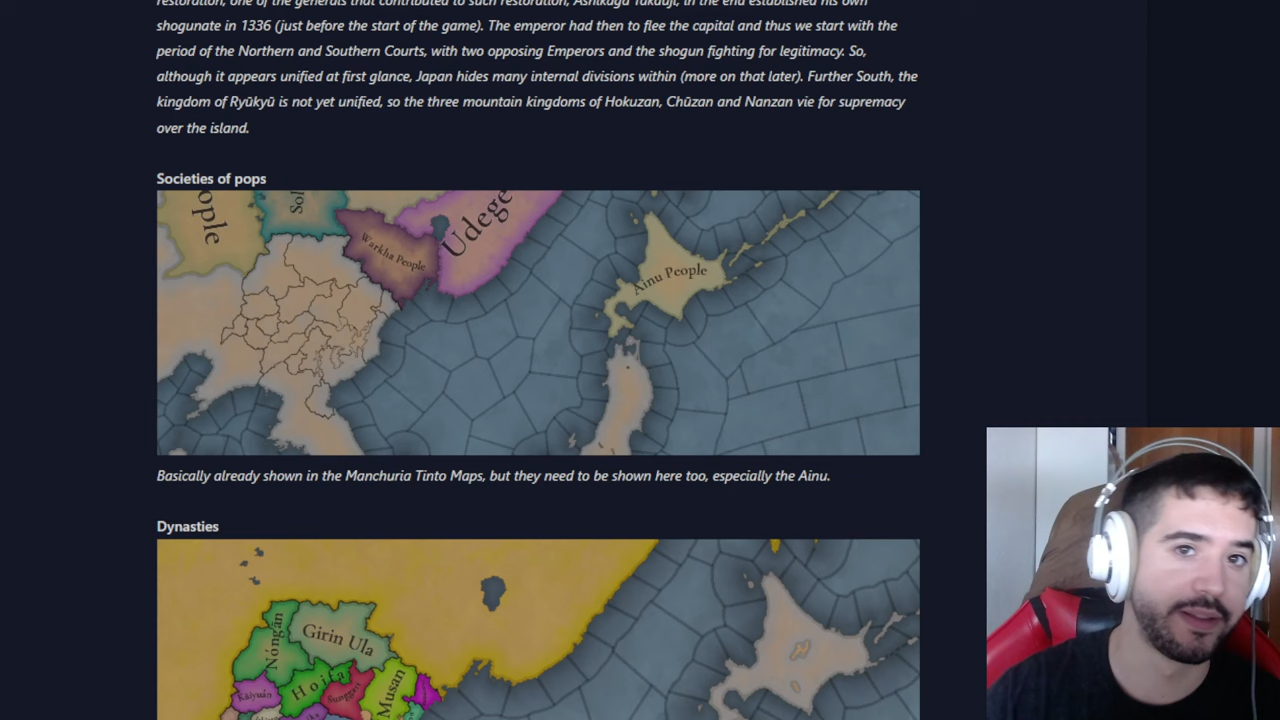 restoration, one of the generals that contributed to such restoration, Ashikaga Takauji, in the end established his own
shogunate in 1336 (just before the start of the game). The emperor had then to flee the capital and thus we start with the
period of the Northern and Southern Courts, with two opposing Emperors and the shogun fighting for legitimacy. So,
although it appears unified at first glance, Japan hides many internal divisions within (more on that later). Further South, the
kingdom of Ryūkyū is not yet unified, so the three mountain kingdoms of Hokuzan, Chūzan and Nanzan vie for supremacy
over the island.
Societies of pops
ople
Sol
Warkha People
Udege
Ainu People
Basically already shown in the Manchuria Tinto Maps, but they need to be shown here too, especially the Ainu.
Dynasties
Nóngān
Girin Ula
Hoifa
Musan
Kāiyuán